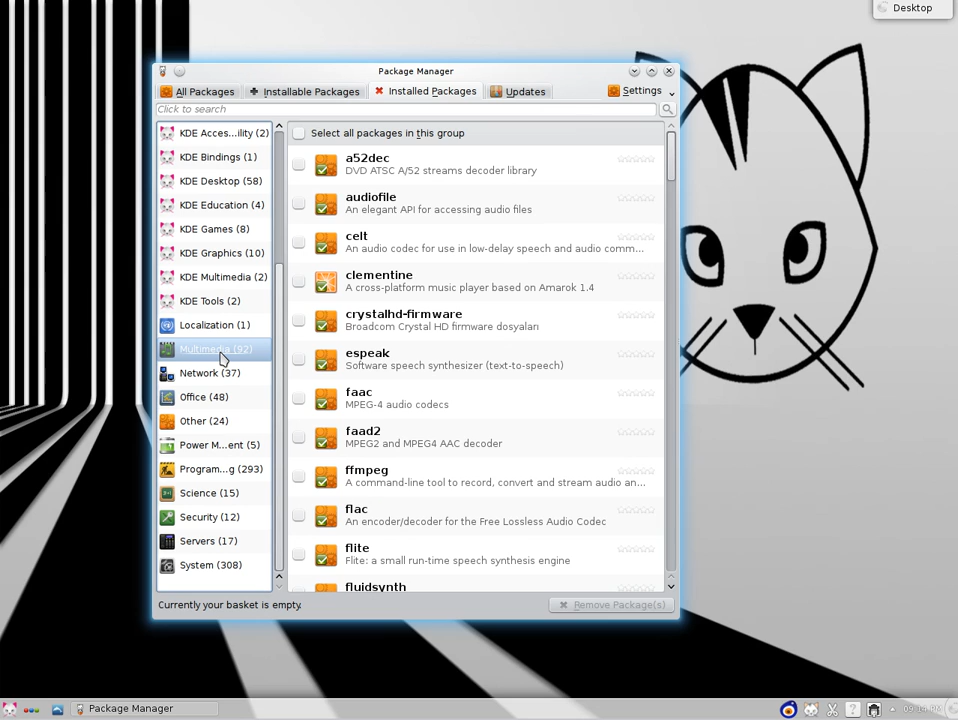 Desktop
Package Manager
All Packages
Installable Packages
Installed Packages
Updates
Settings
Click to search
KDE Acces...ility (2)
KDE Bindings (1)
KDE Desktop (58)
KDE Education (4)
KDE Games (8)
KDE Graphics (10)
KDE Multimedia (2)
KDE Tools (2)
Localization (1)
Multimedia (92)
Network (37)
Office (48)
Other (24)
Power M...ent (5)
Program...g (293)
Science (15)
Security (12)
Servers (17)
System (308)
Select all packages in this group
a52dec
DVD ATSC A/52 streams decoder library
audiofile
An elegant API for accessing audio files
celt
An audio codec for use in low-delay speech and audio comm...
clementine
A cross-platform music player based on Amarok 1.4
crystalhd-firmware
Broadcom Crystal HD firmware dosyaları
espeak
Software speech synthesizer (text-to-speech)
faac
MPEG-4 audio codecs
faad2
MPEG2 and MPEG4 AAC decoder
ffmpeg
A command-line tool to record, convert and stream audio an...
flac
An encoder/decoder for the Free Lossless Audio Codec
flite
Flite: a small run-time speech synthesis engine
fluidsynth
Currently your basket is empty.
Remove Package(s)
Package Manager